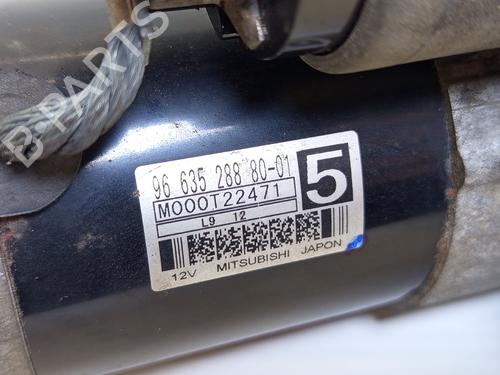 B-PARTS
96 635 288 80-01
5
M000T22471
L9 12
12V MITSUBISHI JAPON